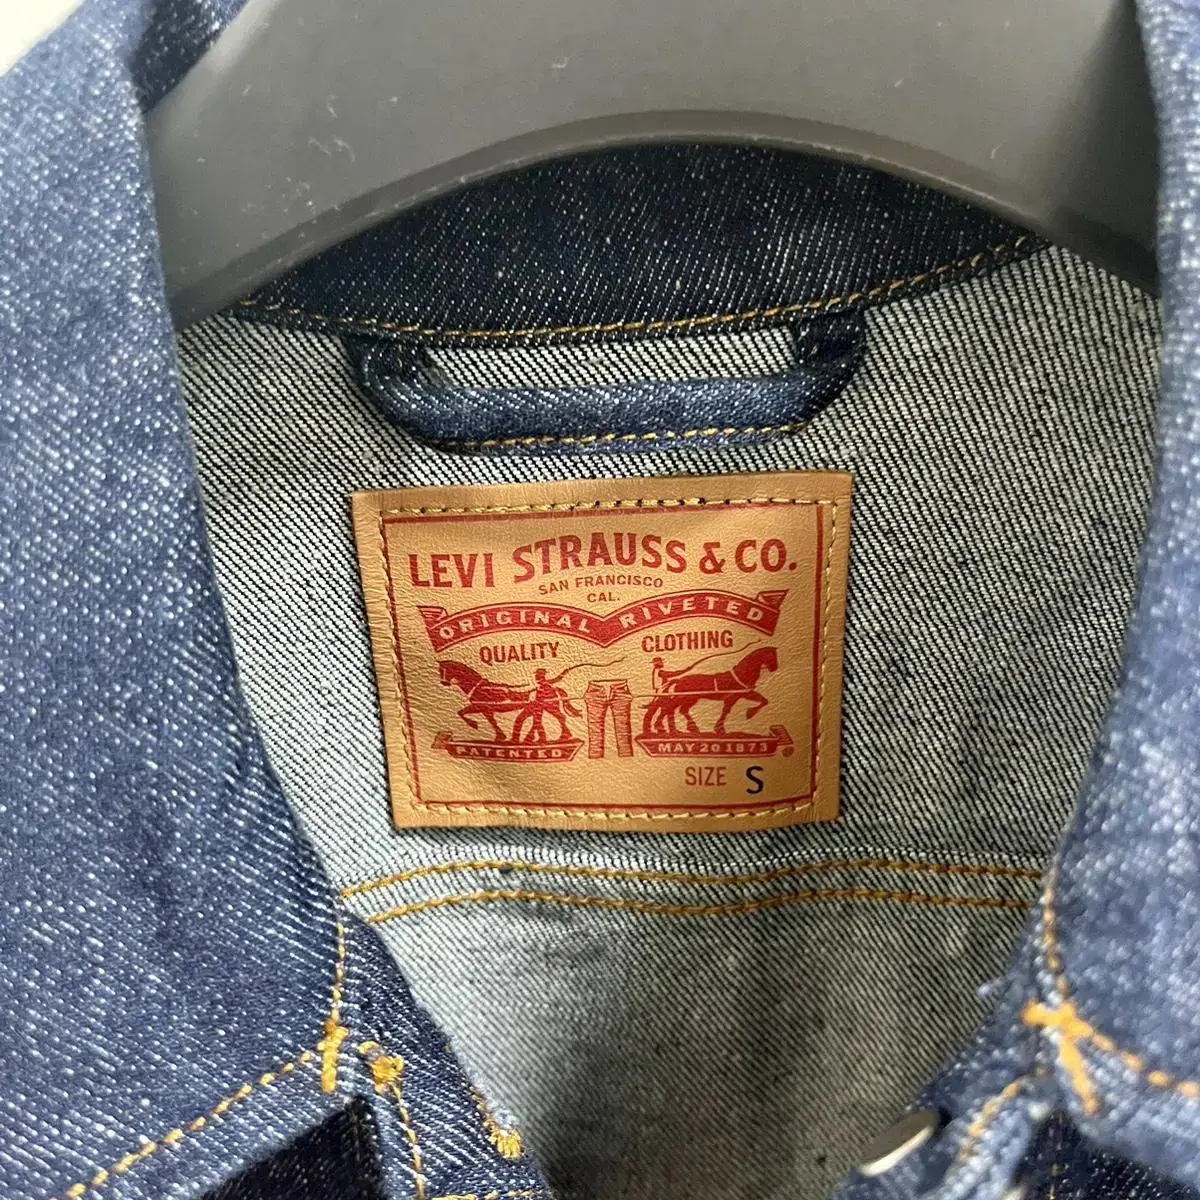 LEVI STRAUSS & CO.
SAN FRANCISCO
CAL.
ORIGINAL RIVETED
QUALITY CLOTHING
PATENTED MAY 20 1873 ®
SIZE S